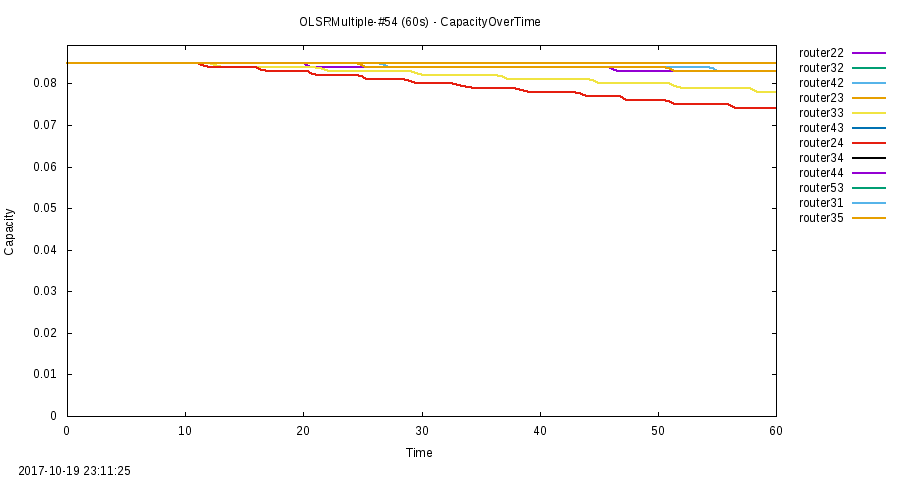 OLSRMultiple-#54 (60s) - CapacityOverTime
router22
router32
router42
router23
router33
router43
router24
router34
router44
router53
router31
router35
0.08
0.07
0.06
0.05
0.04
0.03
0.02
0.01
0
Capacity
0 10 20 30 40 50 60
Time
2017-10-19 23:11:25